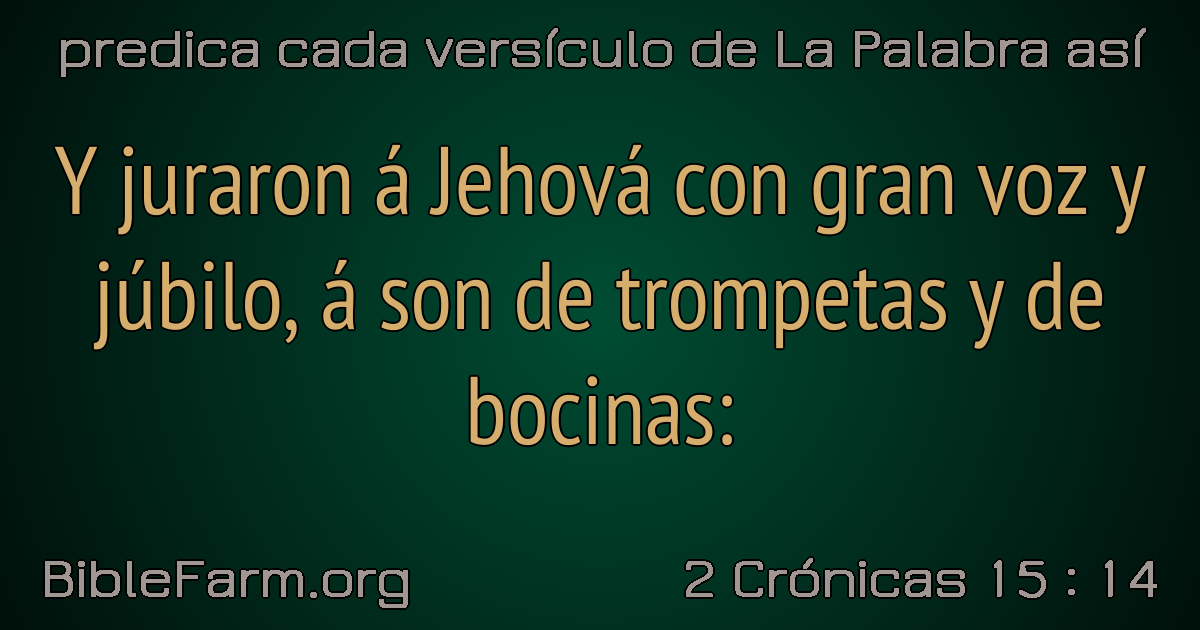 predica cada versículo de La Palabra así
Y juraron á Jehová con gran voz y
júbilo, á son de trompetas y de
bocinas:
BibleFarm.org
2 Crónicas 15 : 14